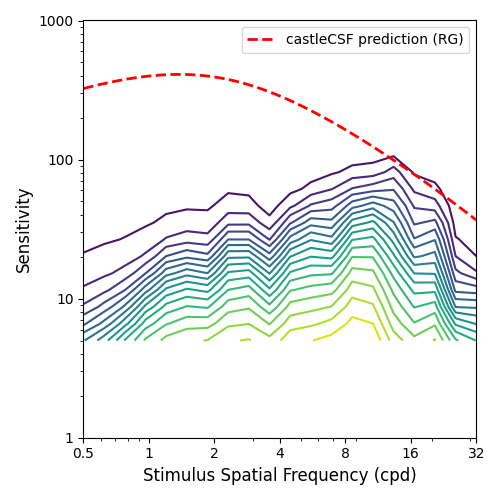 1000
castleCSF prediction (RG)
100
Sensitivity
10
1
0.5 1 2 4 8 16 32
Stimulus Spatial Frequency (cpd)